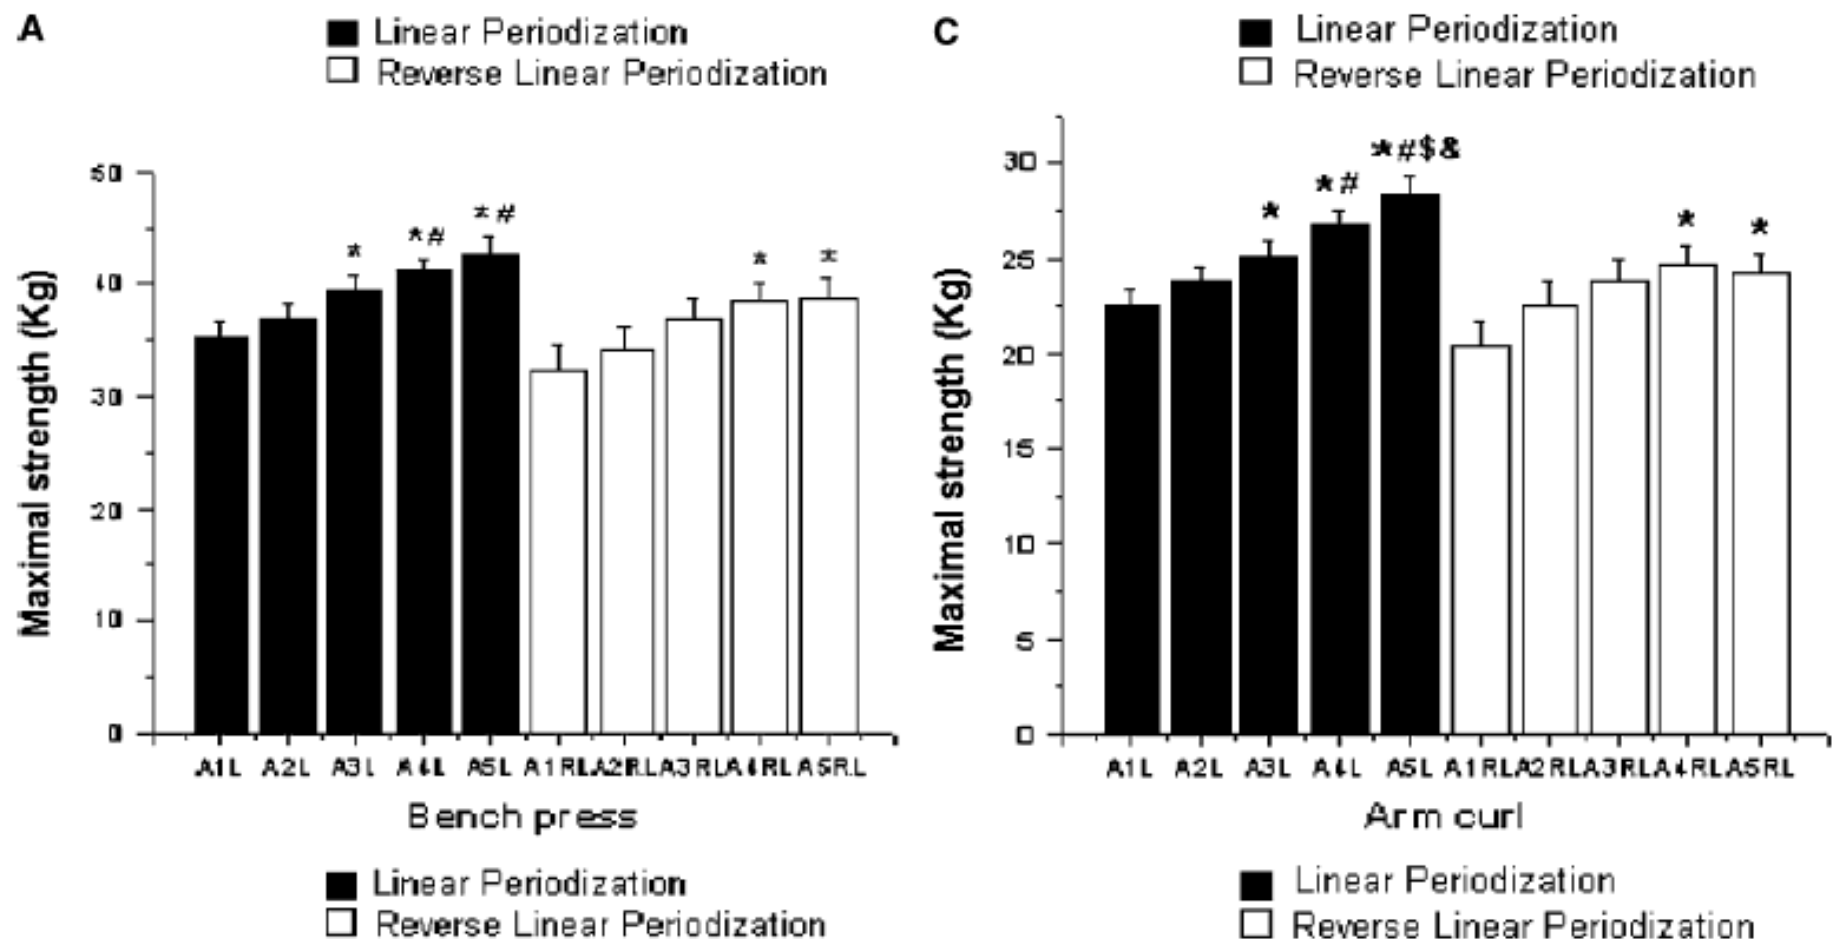 A
Linear Periodization
Reverse Linear Periodization
50
40
30
20
10
0
Maximal strength (Kg)
*
*#
*#
*
*
A1L A2L A3L A4L A5L A1RL A2RL A3RL A4RL A5RL
Bench press
Linear Periodization
Reverse Linear Periodization
C
Linear Periodization
Reverse Linear Periodization
30
25
20
15
10
5
0
Maximal strength (Kg)
*
*#
*#$&
*
*
A1L A2L A3L A4L A5L A1RL A2RL A3RL A4RL A5RL
Arm curl
Linear Periodization
Reverse Linear Periodization